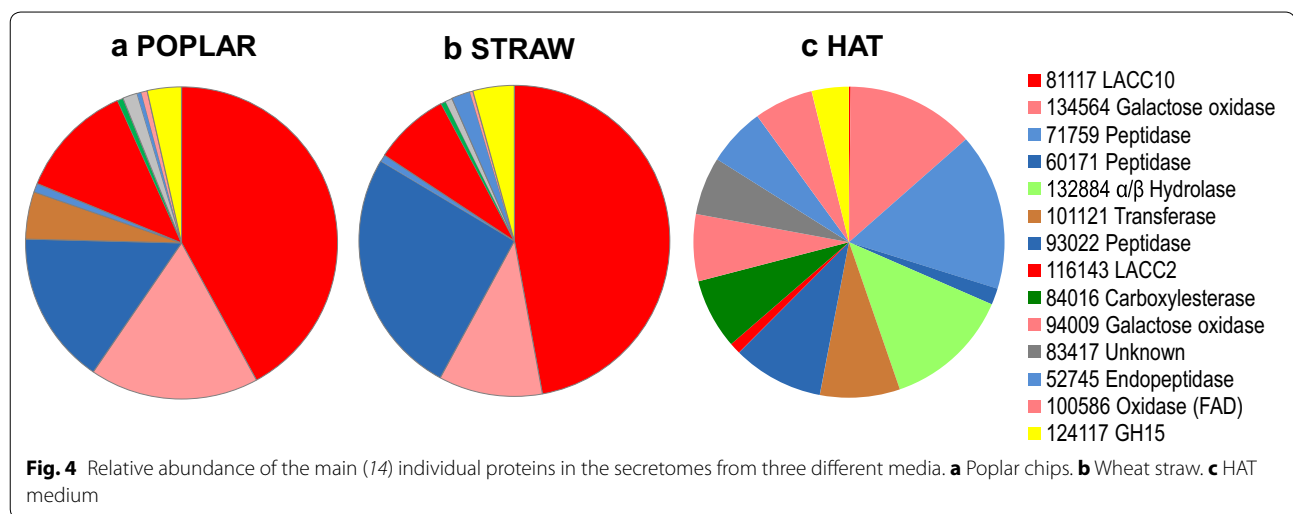 a POPLAR
b STRAW
c HAT
81117 LACC10
134564 Galactose oxidase
71759 Peptidase
60171 Peptidase
132884 α/β Hydrolase
101121 Transferase
93022 Peptidase
116143 LACC2
84016 Carboxylesterase
94009 Galactose oxidase
83417 Unknown
52745 Endopeptidase
100586 Oxidase (FAD)
124117 GH15
Fig. 4 Relative abundance of the main (14) individual proteins in the secretomes from three different media. a Poplar chips. b Wheat straw. c HAT
medium